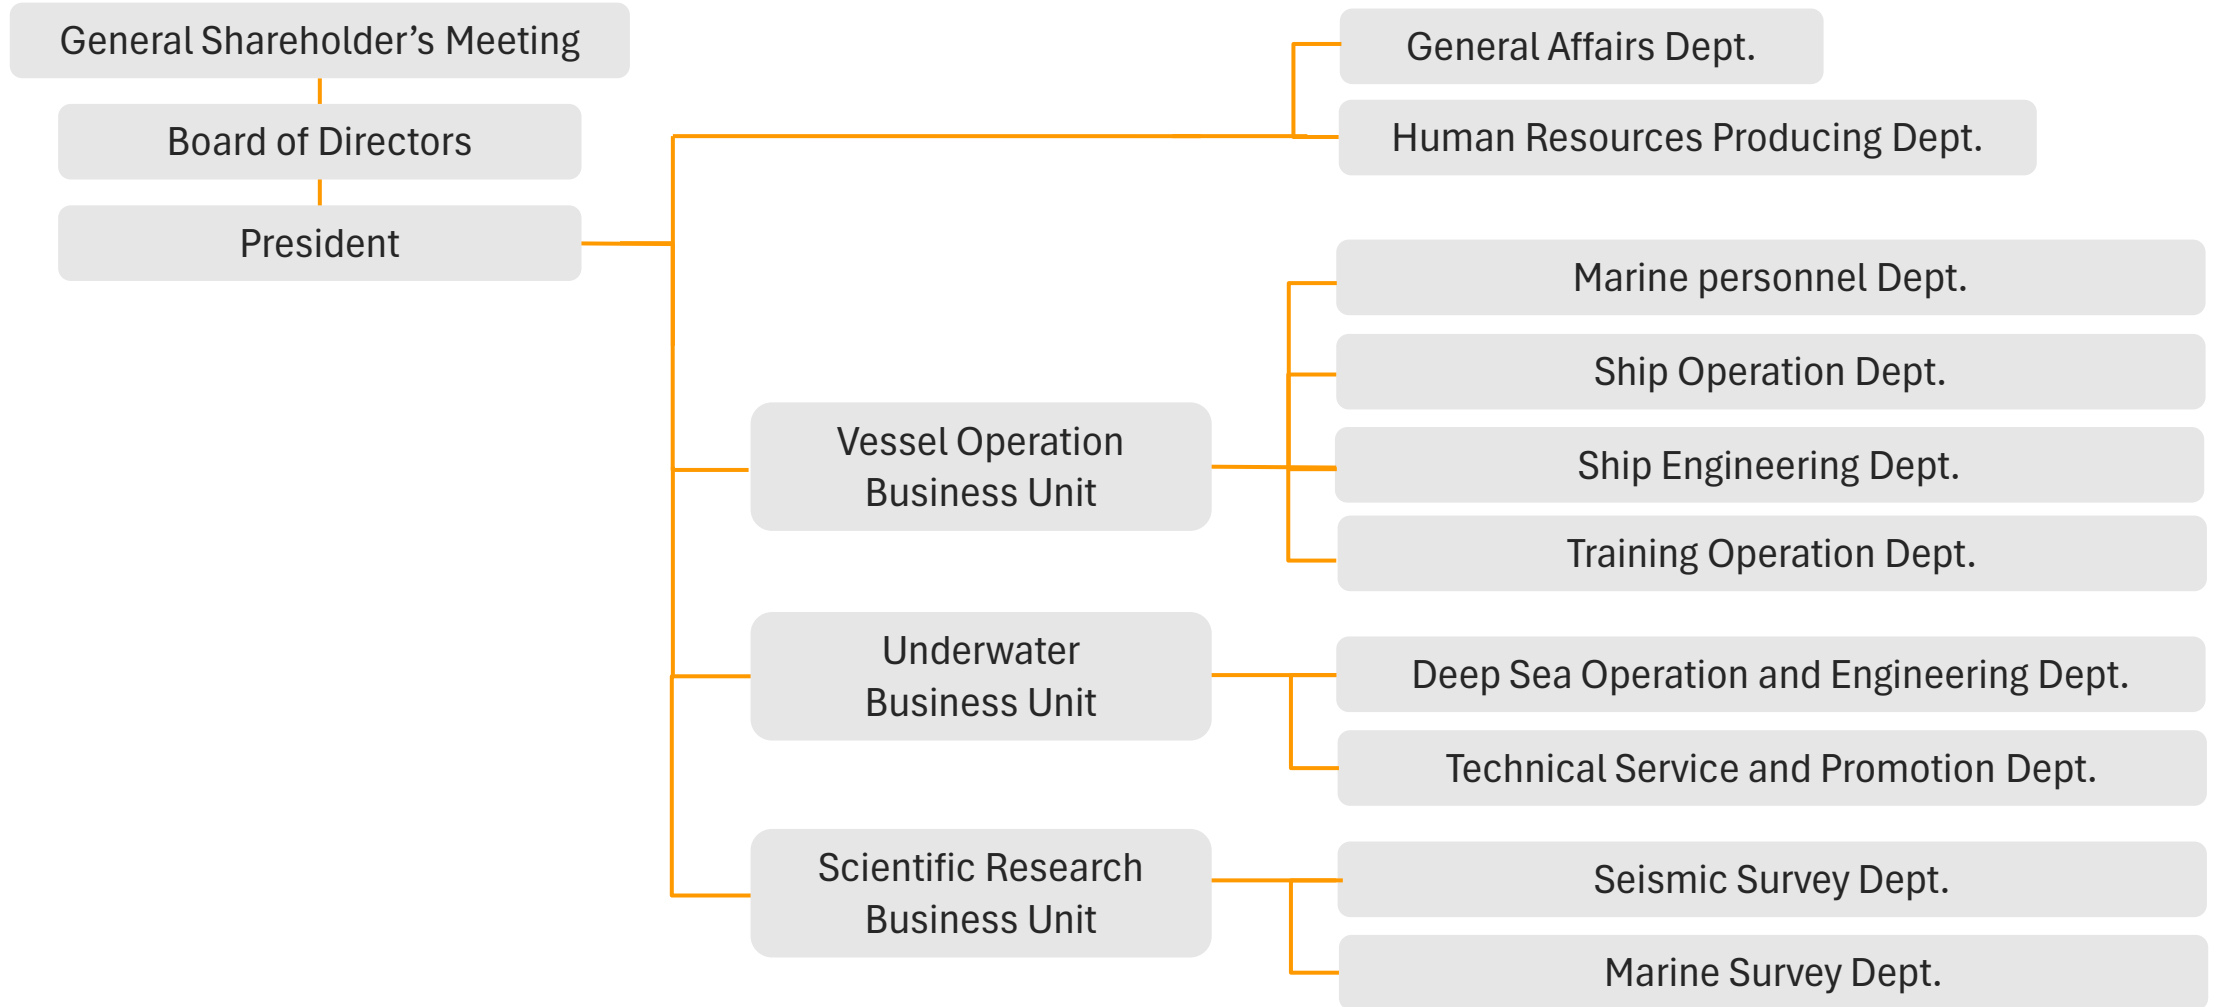 General Shareholder’s Meeting
Board of Directors
President
General Affairs Dept.
Human Resources Producing Dept.
Vessel Operation
Business Unit
Marine personnel Dept.
Ship Operation Dept.
Ship Engineering Dept.
Training Operation Dept.
Underwater
Business Unit
Deep Sea Operation and Engineering Dept.
Technical Service and Promotion Dept.
Scientific Research
Business Unit
Seismic Survey Dept.
Marine Survey Dept.